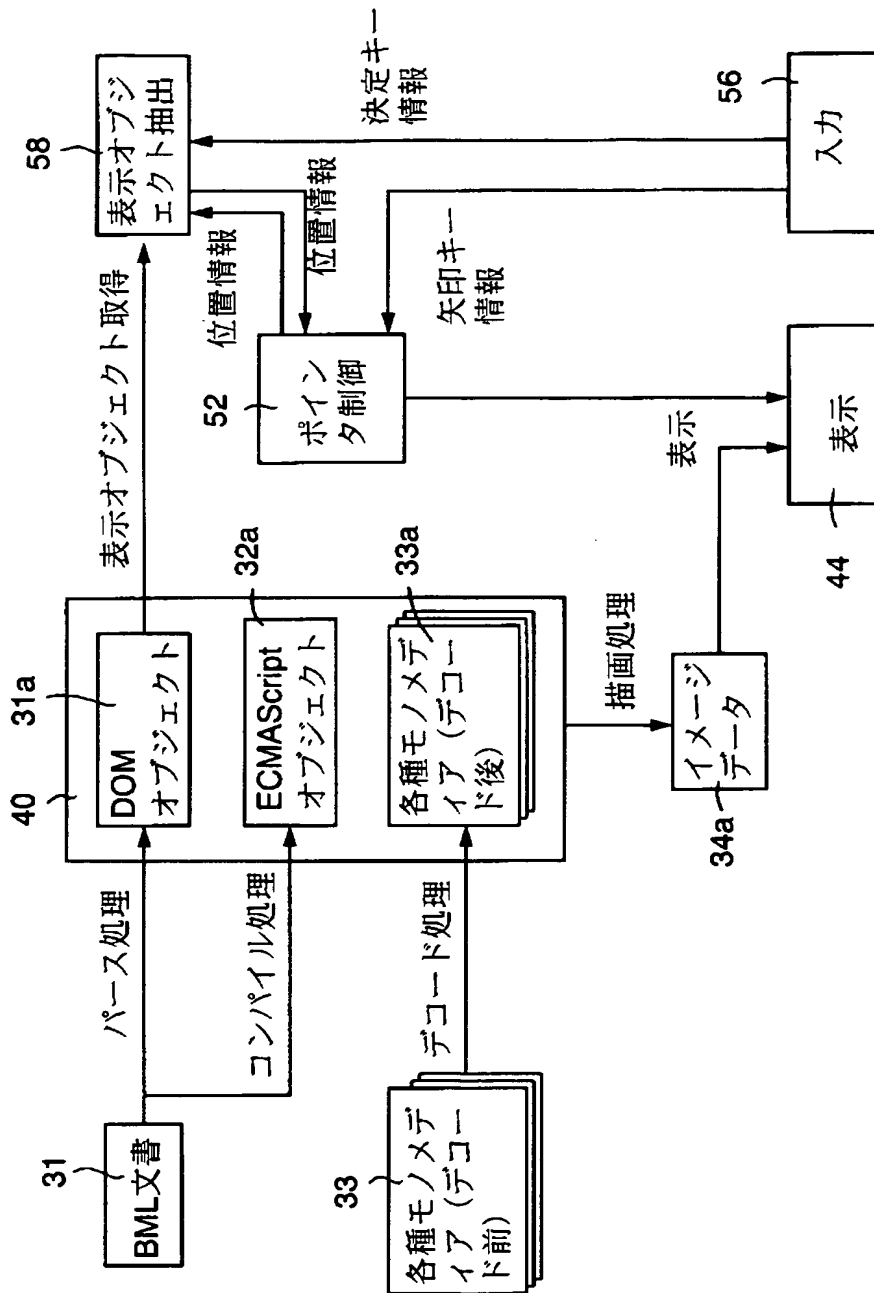 31
BML文書
パース処理
コンパイル処理
33
各種モノメデ
ィア（デコー
ド前）
デコード処理
40
DOM
オブジェクト
31a
ECMAScript
オブジェクト
32a
各種モノメデ
ィア（デコー
ド後）
33a
描画処理
イメージ
データ
34a
表示オブジェクト取得
58
表示オブジ
ェクト抽出
位置情報
位置情報
52
ポイン
タ制御
矢印キー
情報
決定キー
情報
56
入力
表示
表示
44